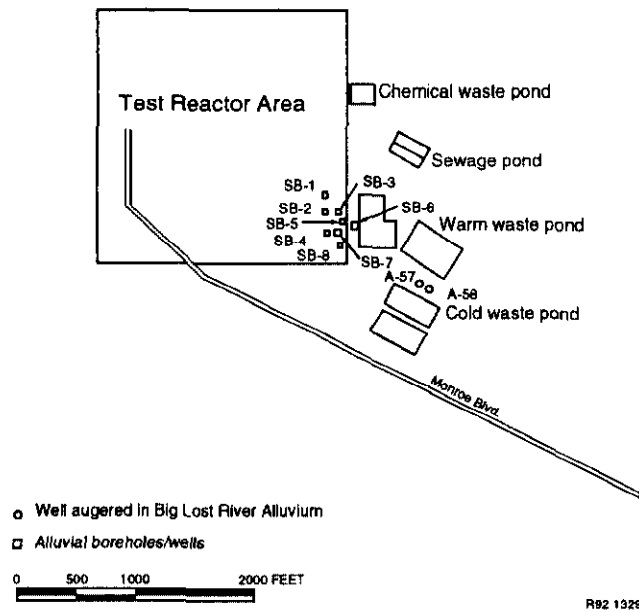 Test Reactor Area
Chemical waste pond
Sewage pond
SB-1
SB-3
SB-2
SB-6
SB-5
Warm waste pond
SB-4
SB-8
SB-7
A-57
A-58
Cold waste pond
Monroe Blvd.
Well augered in Big Lost River Alluvium
Alluvial boreholes/wells
0 500 1000 2000 FEET
R92 1329